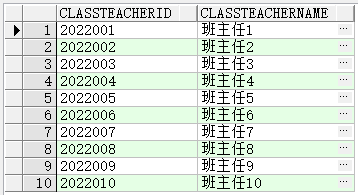 CLASSTEACHERID CLASSTEACHERNAME
1 2022001 班主任1 ...
2 2022002 班主任2 ...
3 2022003 班主任3 ...
4 2022004 班主任4 ...
5 2022005 班主任5 ...
6 2022006 班主任6 ...
7 2022007 班主任7 ...
8 2022008 班主任8 ...
9 2022009 班主任9 ...
10 2022010 班主任10 ...